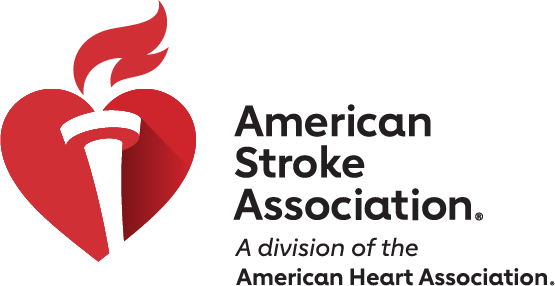 American
Stroke
Association®
A division of the
American Heart Association.